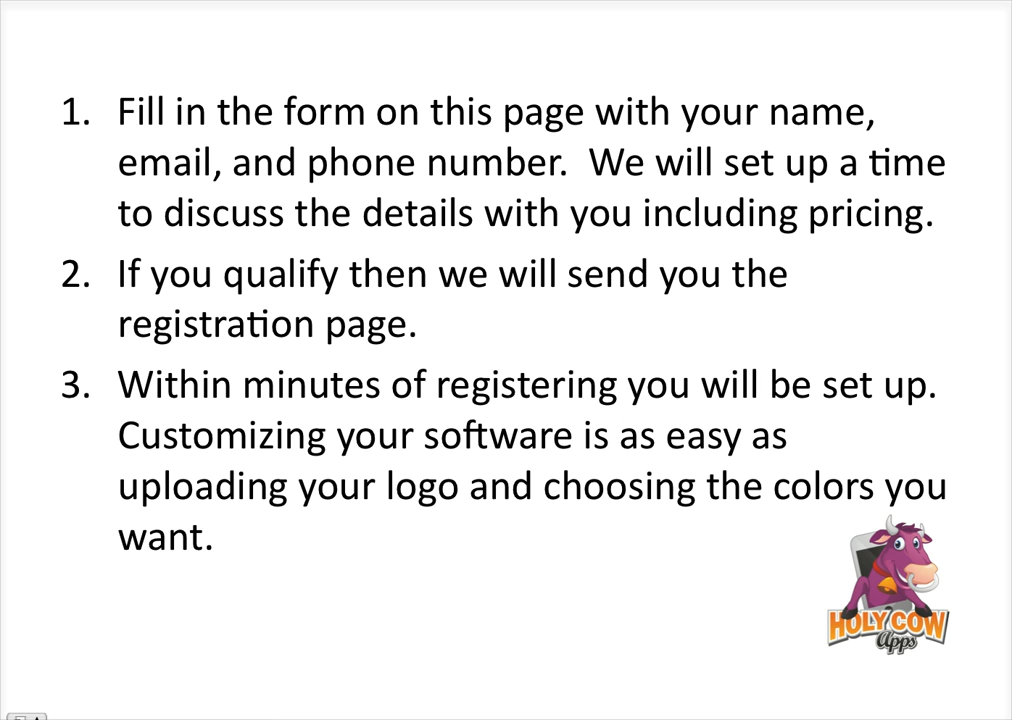 1. Fill in the form on this page with your name,
email, and phone number.  We will set up a time
to discuss the details with you including pricing.
2. If you qualify then we will send you the
registration page.
3. Within minutes of registering you will be set up.
Customizing your software is as easy as
uploading your logo and choosing the colors you
want.
HOLY COW
Apps